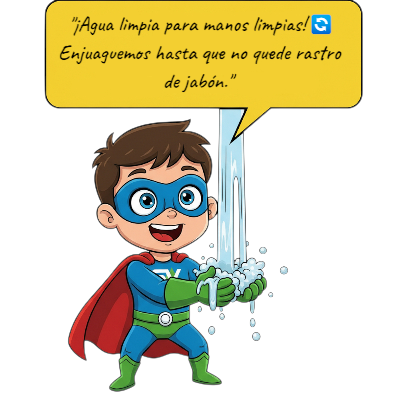 "¡Agua limpia para manos limpias!🔄
Enjuaguemos hasta que no quede rastro
de jabón."